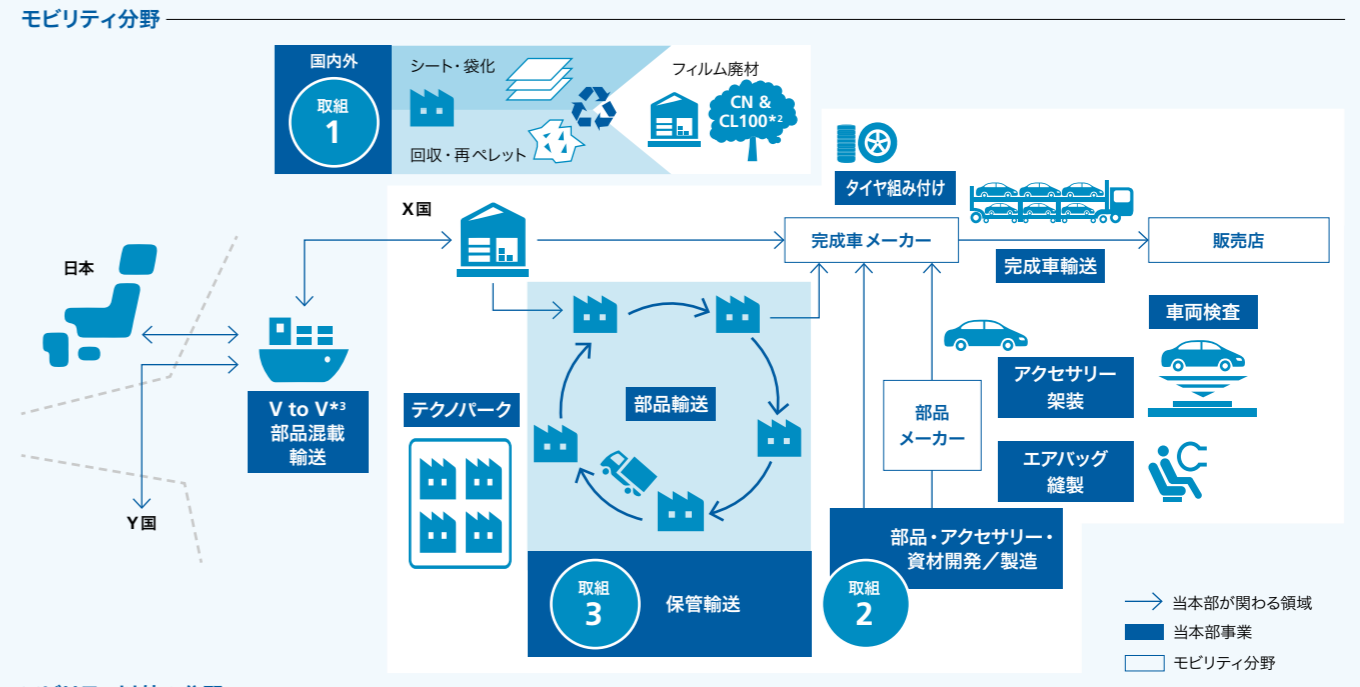 モビリティ分野
国内外
取組
1
シート・袋化
回収・再ペレット
フィルム廃材
CN &
CL100*2
タイヤ組み付け
X国
完成車メーカー
販売店
完成車輸送
日本
V to V*3
部品混載
輸送
Y国
テクノパーク
部品輸送
部品
メーカー
車両検査
アクセサリー
架装
エアバッグ
縫製
部品・アクセサリー・
資材開発／製造
取組
2
取組
3
保管輸送
当本部が関わる領域
当本部事業
モビリティ分野